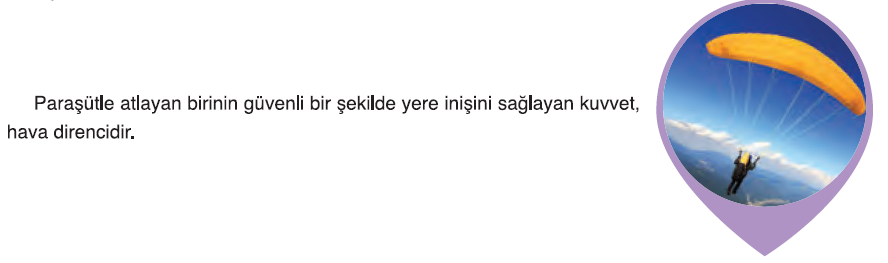 Paraşütle atlayan birinin güvenli bir şekilde yere inişini sağlayan kuvvet,
hava direncidir.